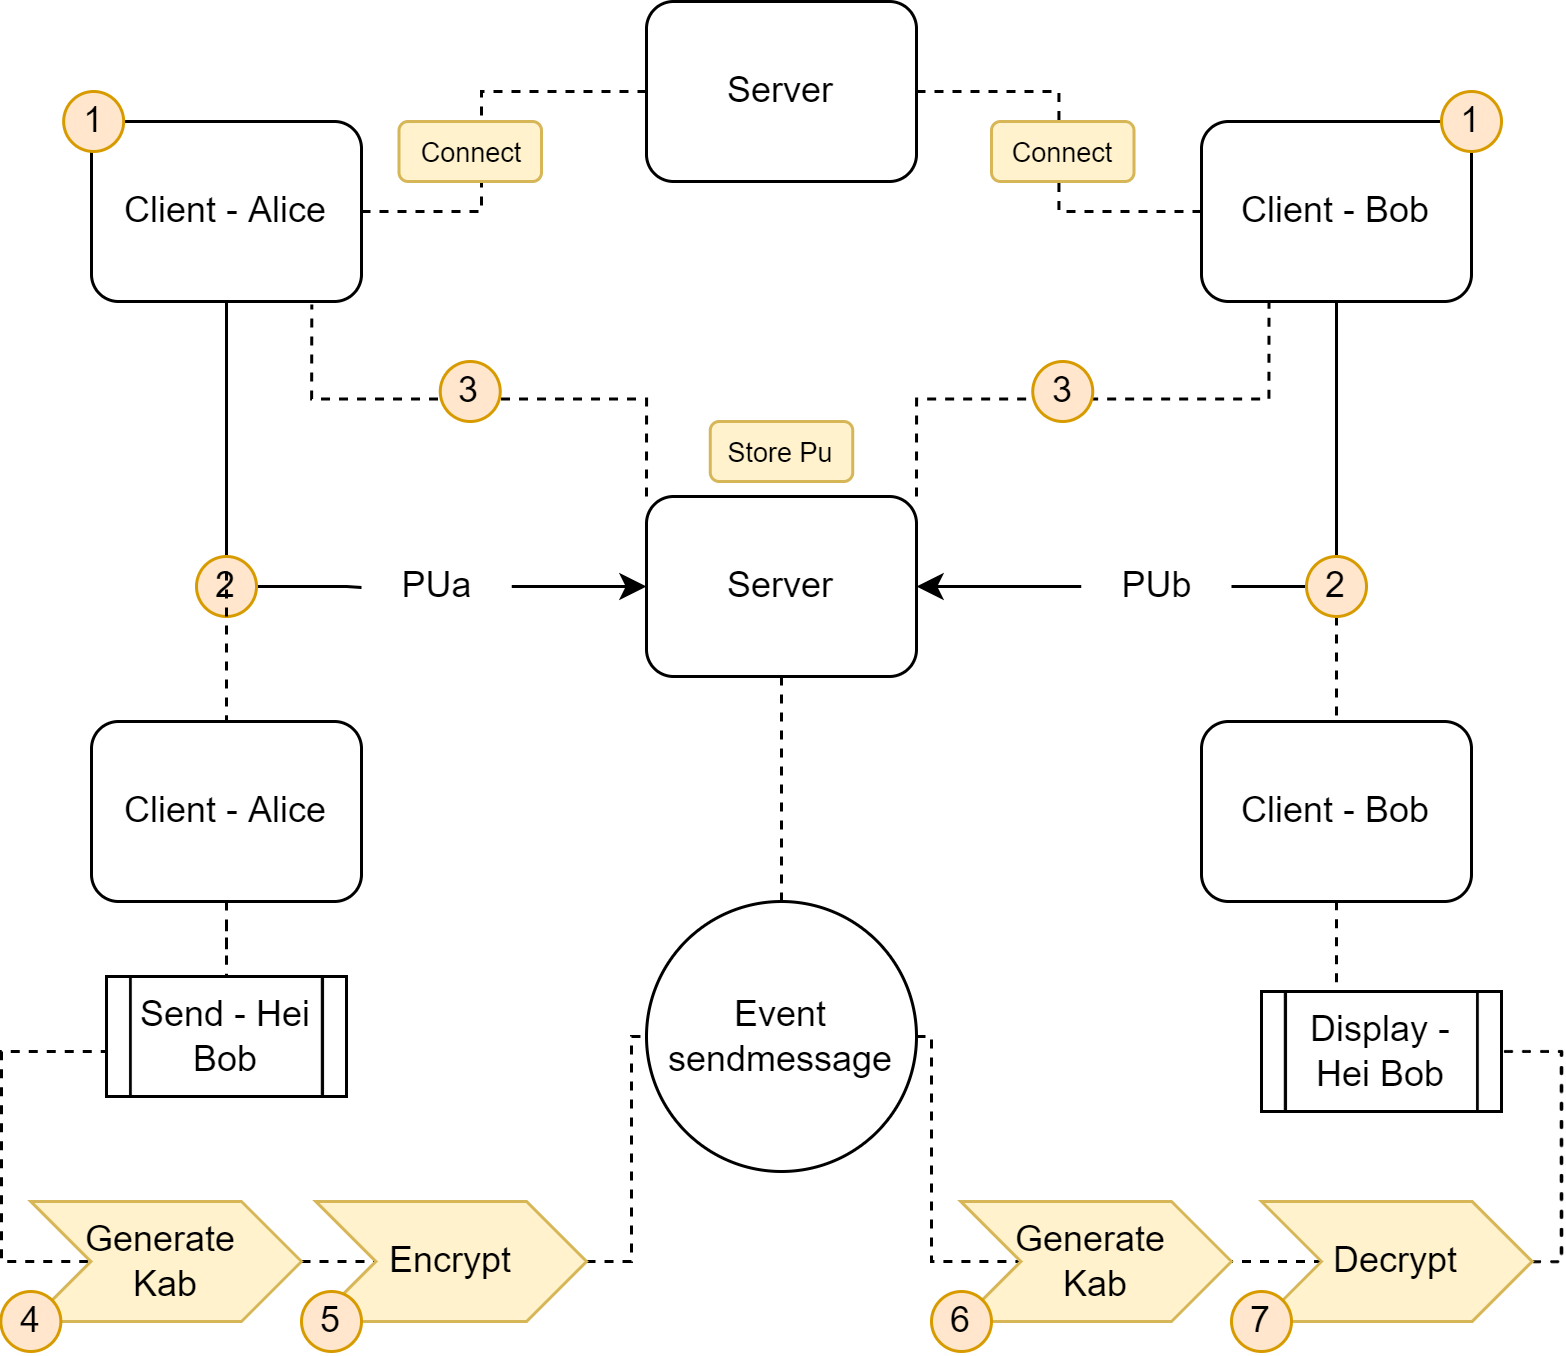 Server
1
1
Connect
Connect
Client - Alice
Client - Bob
3
3
Store Pu
2
PUa
Server
PUb
2
Client - Alice
Client - Bob
Send - Hei
Bob
Event
sendmessage
Display -
Hei Bob
Generate
Kab
Encrypt
Generate
Kab
Decrypt
4
5
6
7